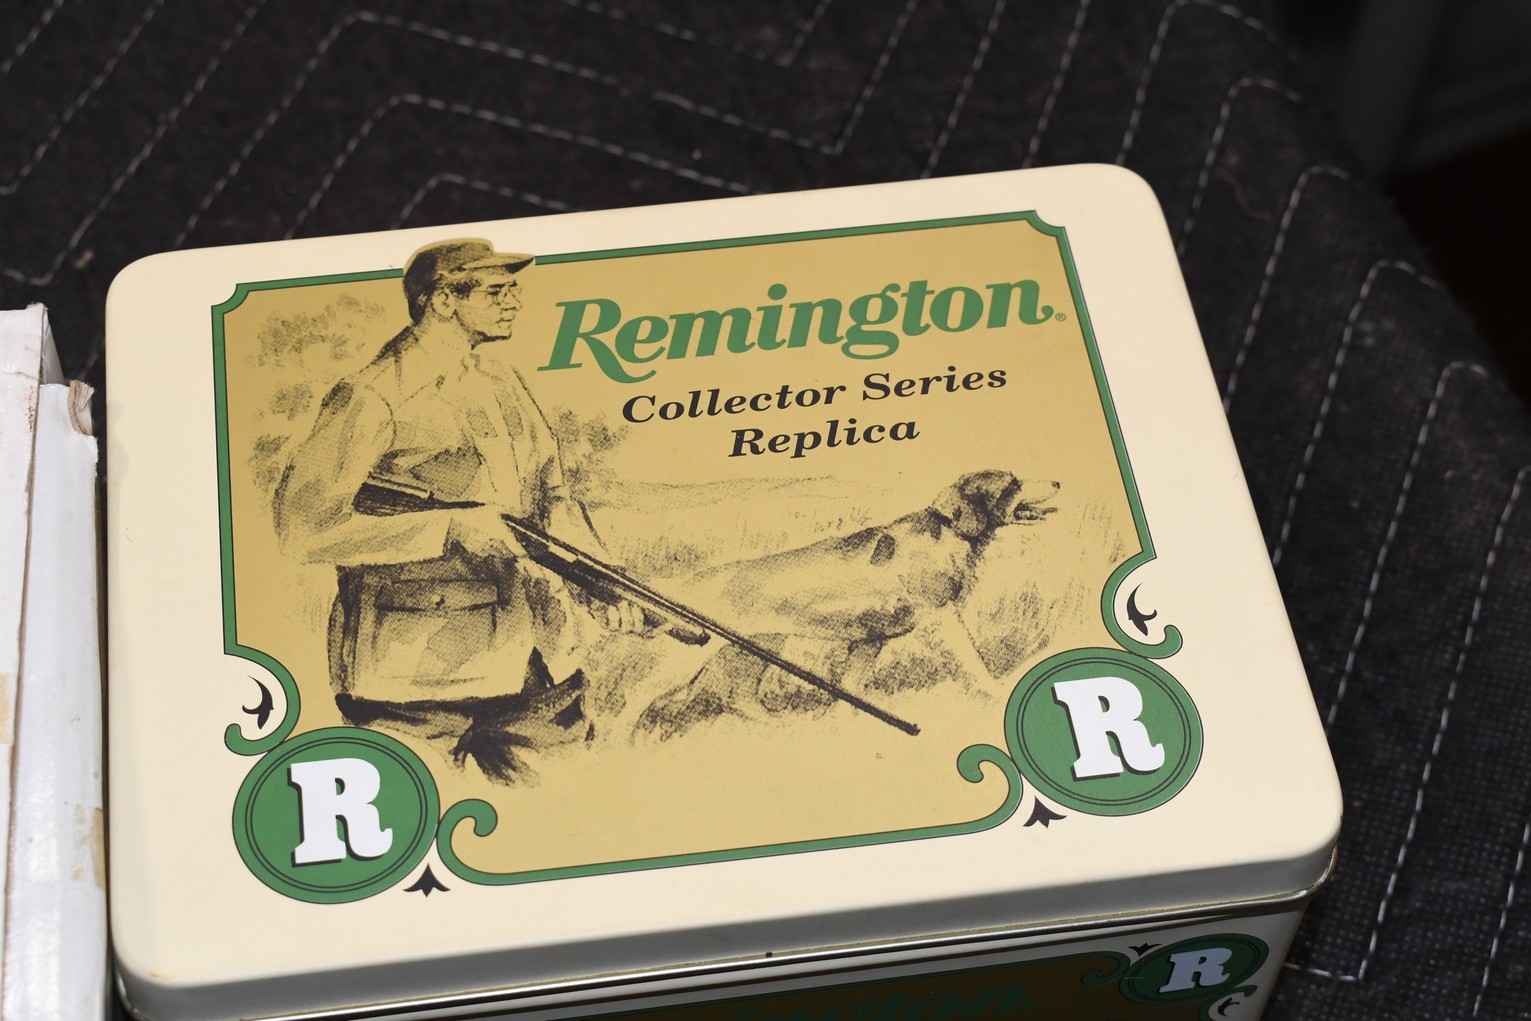 Remington®
Collector Series
Replica
R
R
R